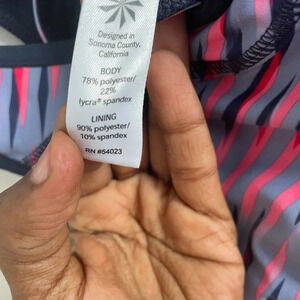 Designed in
Sonoma County,
California
BODY
78% polyester/
22%
lycra® spandex
LINING
90% polyester/
10% spandex
RN #54023